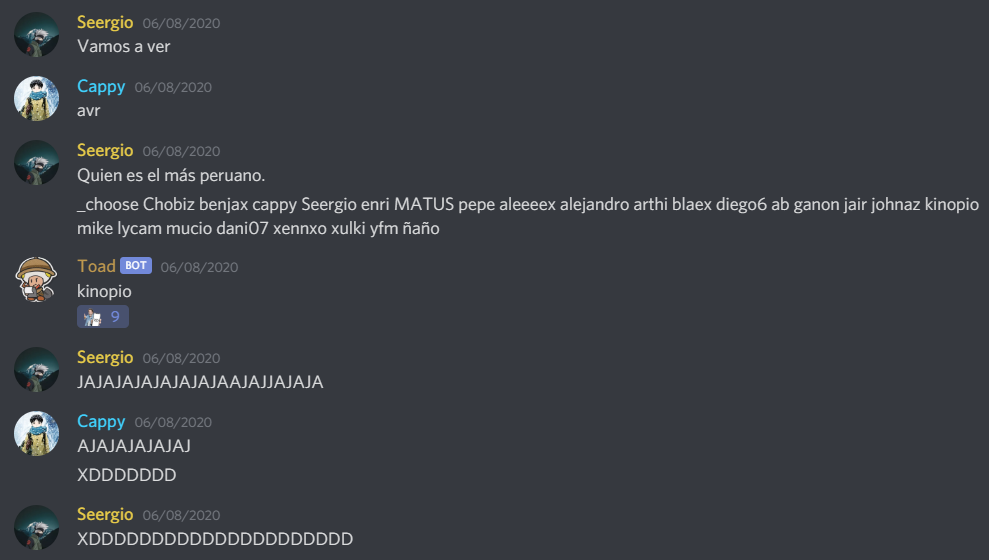 Seergio 06/08/2020
Vamos a ver
Cappy 06/08/2020
avr
Seergio 06/08/2020
Quien es el más peruano.
_choose Chobiz benjax cappy Seergio enri MATUS pepe aleeeex alejandro arthi blaex diego6 ab ganon jair johnaz kinopio
mike lycam mucio dani07 xennxo xulki yfm ñaño
Toad BOT 06/08/2020
kinopio
9
Seergio 06/08/2020
JAJAJAJAJAJAJAJAAJAJJAJAJA
Cappy 06/08/2020
AJAJAJAJAJAJ
XDDDDDDD
Seergio 06/08/2020
XDDDDDDDDDDDDDDDDDDDDD